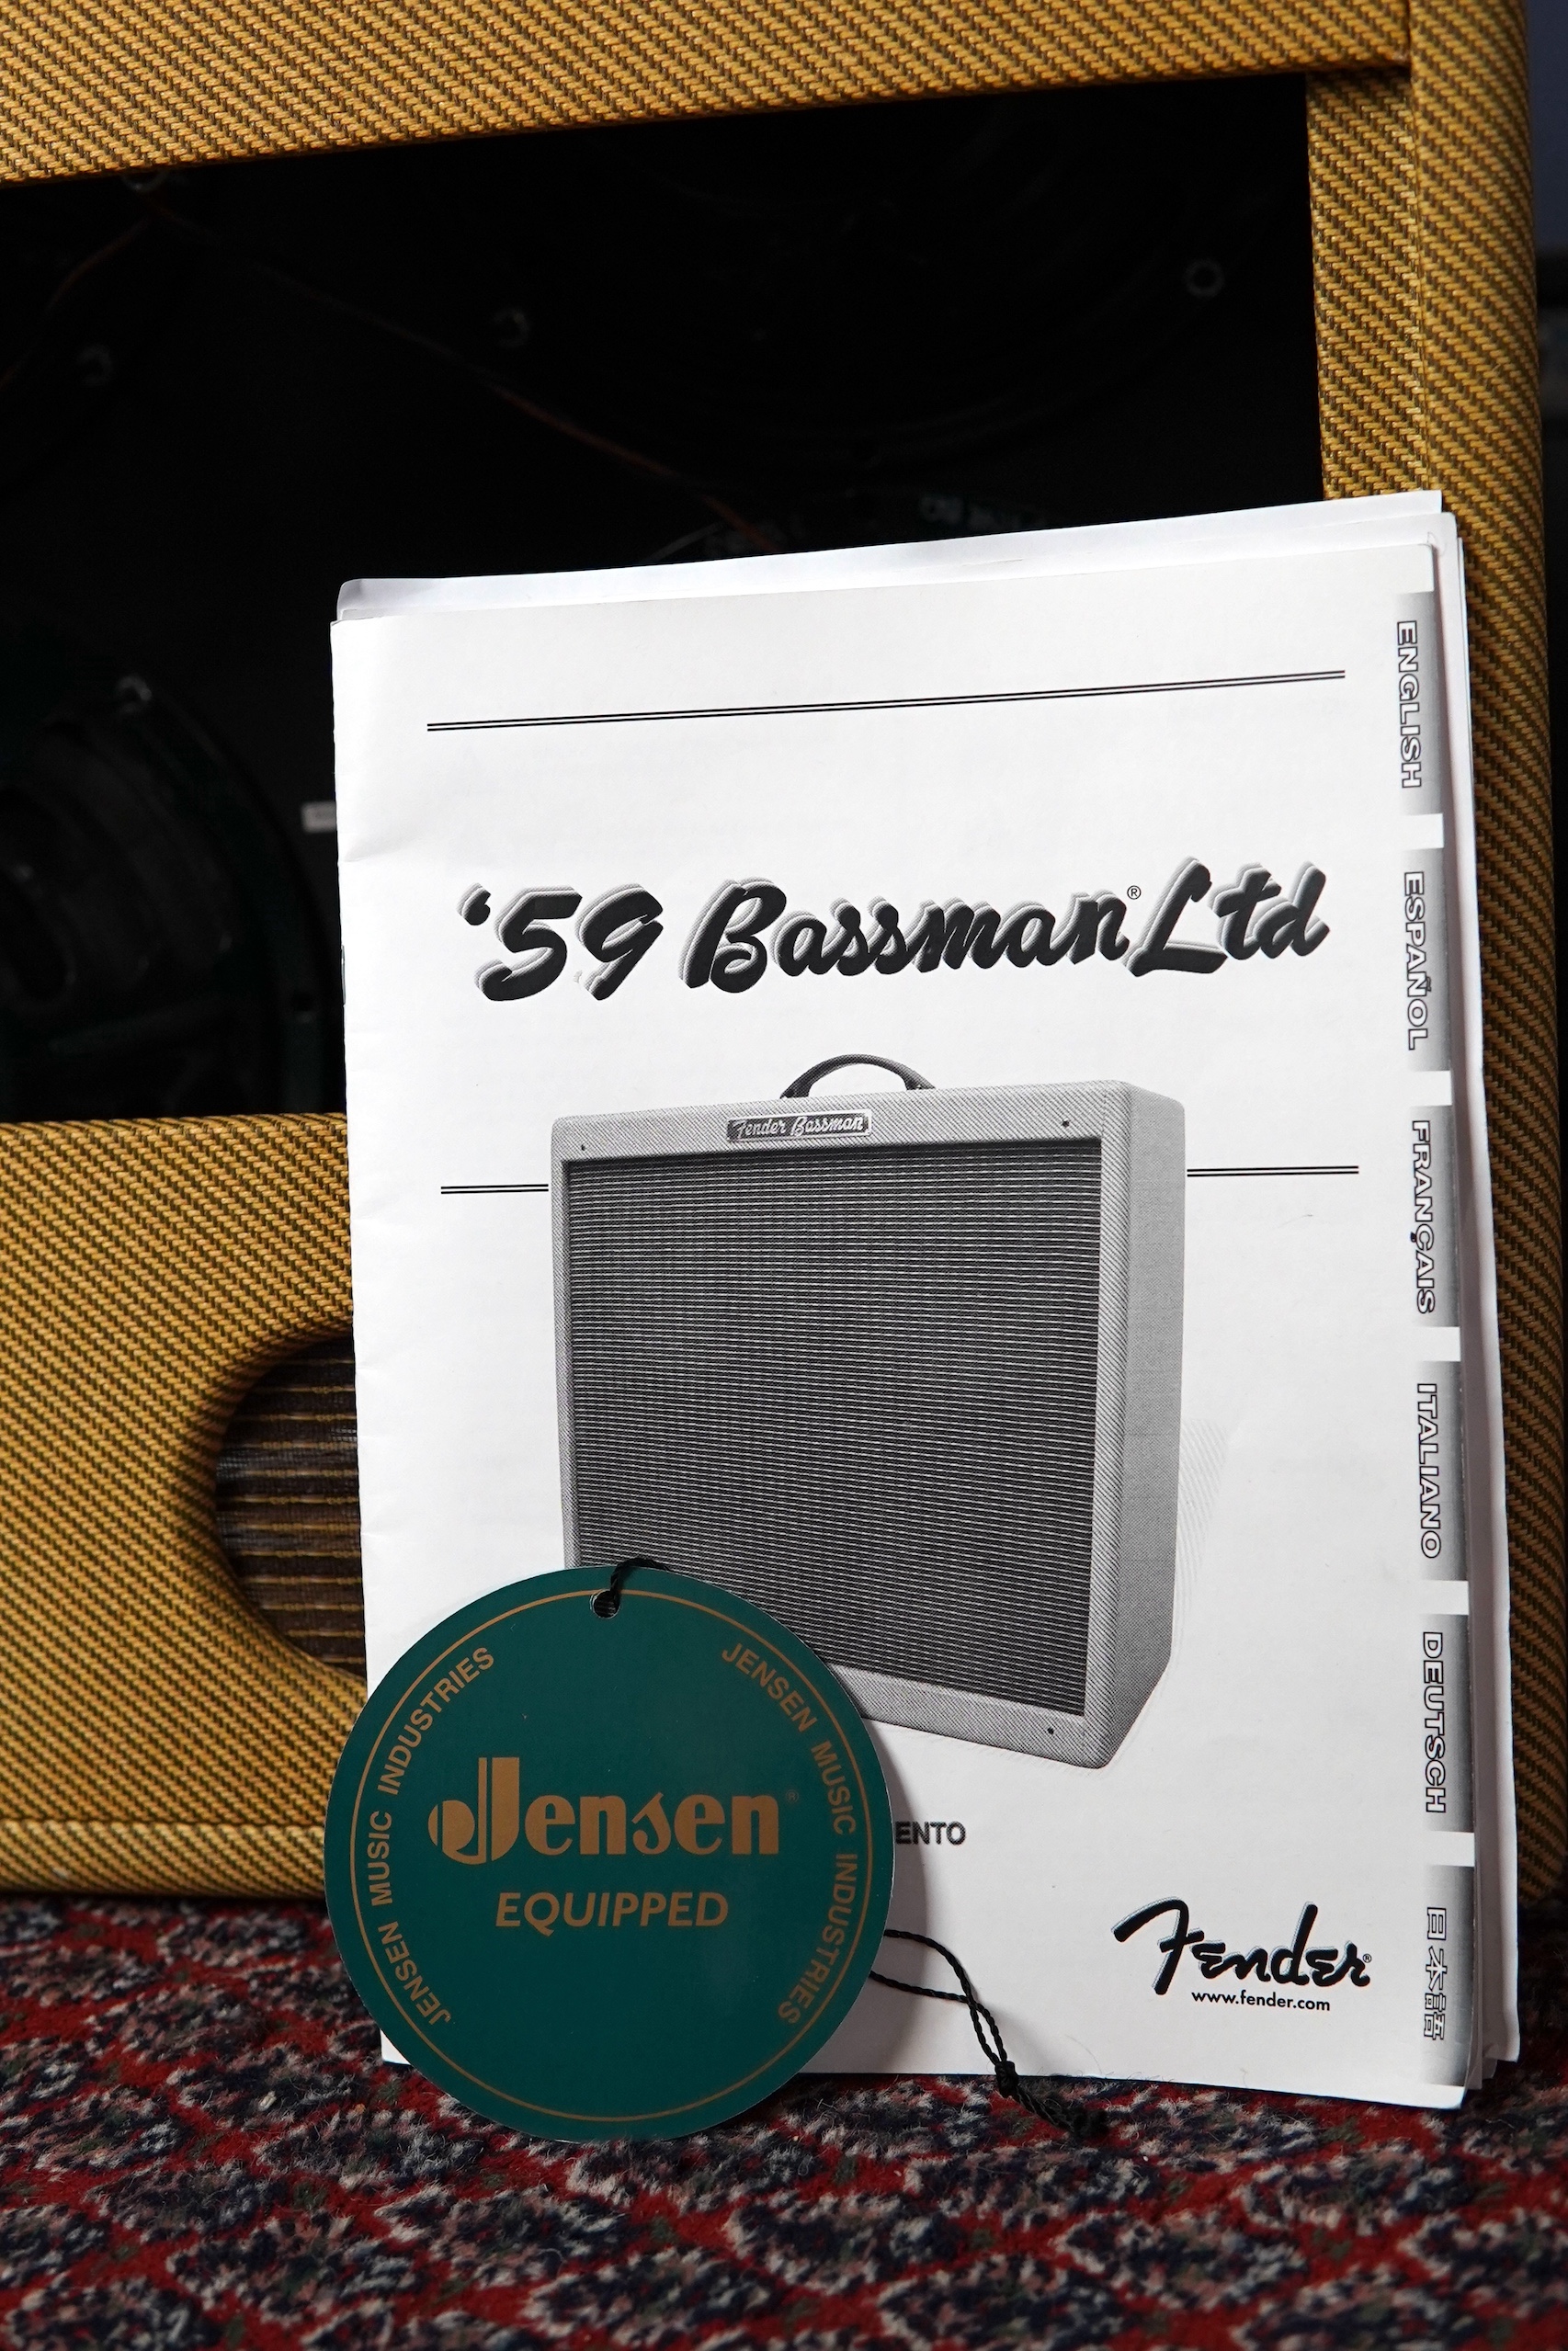 '59 Bassman® Ltd
Fender Bassman
ENTO
Fender®
www.fender.com
ENGLISH
ESPAÑOL
FRANÇAIS
ITALIANO
DEUTSCH
日本語
JENSEN MUSIC INDUSTRIES
JENSEN MUSIC INDUSTRIES
Jensen®
EQUIPPED